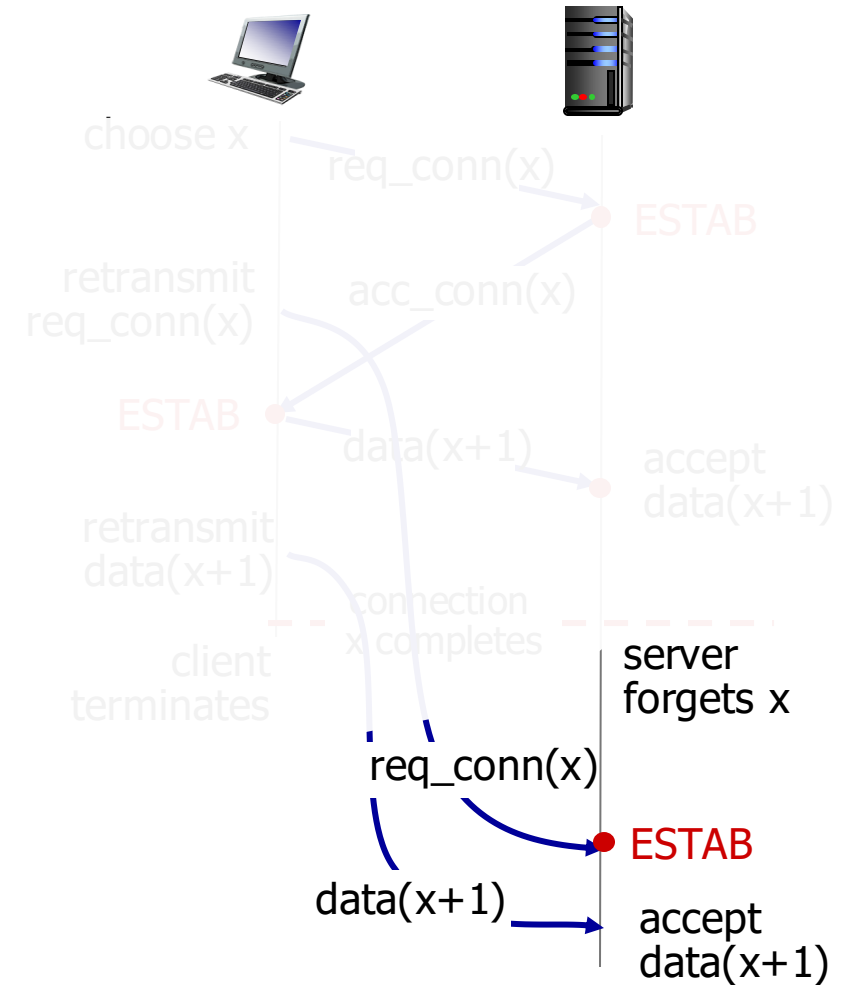 choose x
req_conn(x)
ESTAB
retransmit
req_conn(x)
acc_conn(x)
ESTAB
data(x+1)
accept
data(x+1)
retransmit
data(x+1)
connection
x completes
client
terminates
server
forgets x
req_conn(x)
ESTAB
data(x+1)
accept
data(x+1)